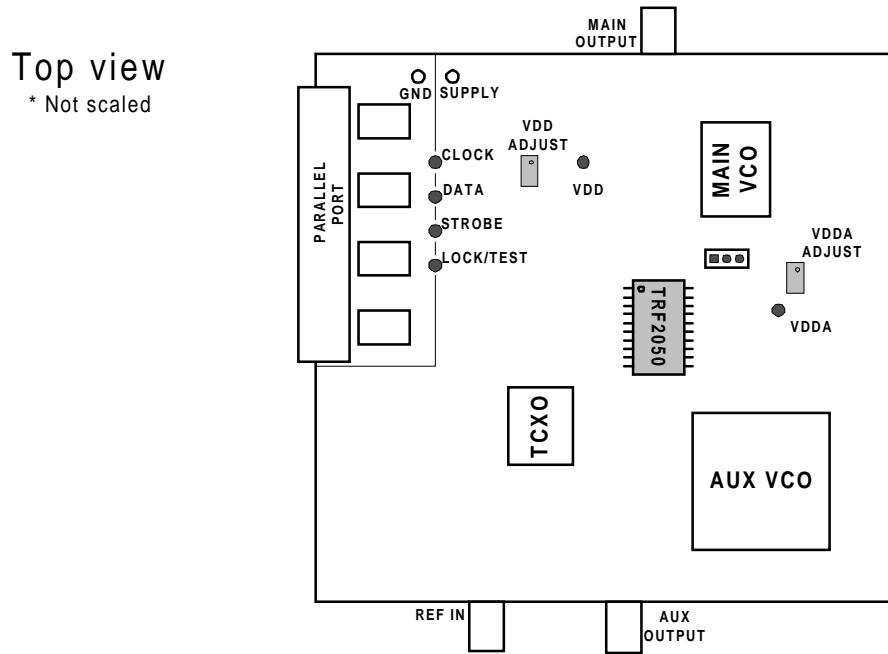 Top view
* Not scaled
MAIN
OUTPUT
GND
SUPPLY
PARALLEL
PORT
CLOCK
DATA
STROBE
LOCK/TEST
VDD
ADJUST
VDD
MAIN
VCO
VDDA
ADJUST
VDDA
TRF2050
TCXO
AUX VCO
REF IN
AUX
OUTPUT